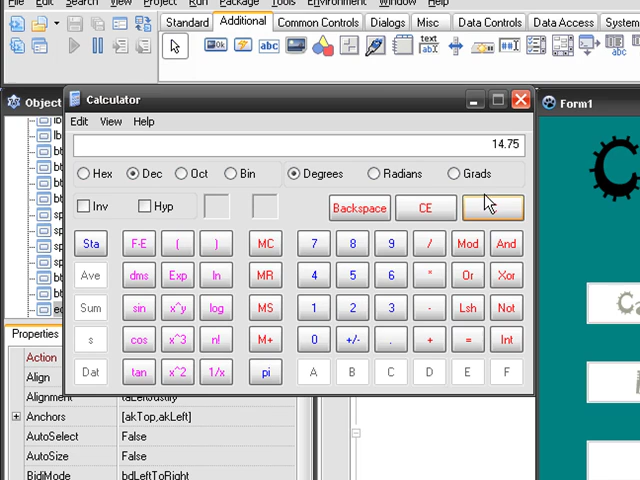 File Edit Search View Project Run Package Tools Environment Window Help
Standard Additional Common Controls Dialogs Misc Data Controls Data Access System
Ok abc text
Object
Calculator
Form1
Edit View Help
14.75
Hex Dec Oct Bin Degrees Radians Grads
Inv Hyp Backspace CE
Sta F-E ( ) MC 7 8 9 / Mod And
Ave dms Exp ln MR 4 5 6 * Or Xor
Sum sin x^y log MS 1 2 3 - Lsh Not
s cos x^3 n! M+ 0 +/- . + = Int
Dat tan x^2 1/x pi A B C D E F
Properties
Action
Align
Alignment taLeftJustify
Anchors [akTop,akLeft]
AutoSelect False
AutoSize False
BidiMode bdLeftToRight